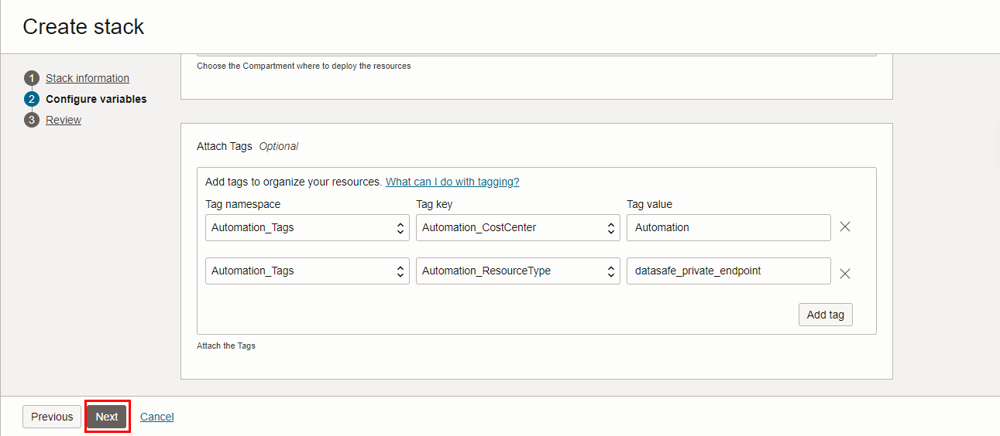 Create stack
1 Stack information
2 Configure variables
3 Review
Choose the Compartment where to deploy the resources
Attach Tags Optional
Add tags to organize your resources. What can I do with tagging?
Tag namespace Tag key Tag value
Automation_Tags Automation_CostCenter Automation
Automation_Tags Automation_ResourceType datasafe_private_endpoint
Add tag
Attach the Tags
Previous Next Cancel